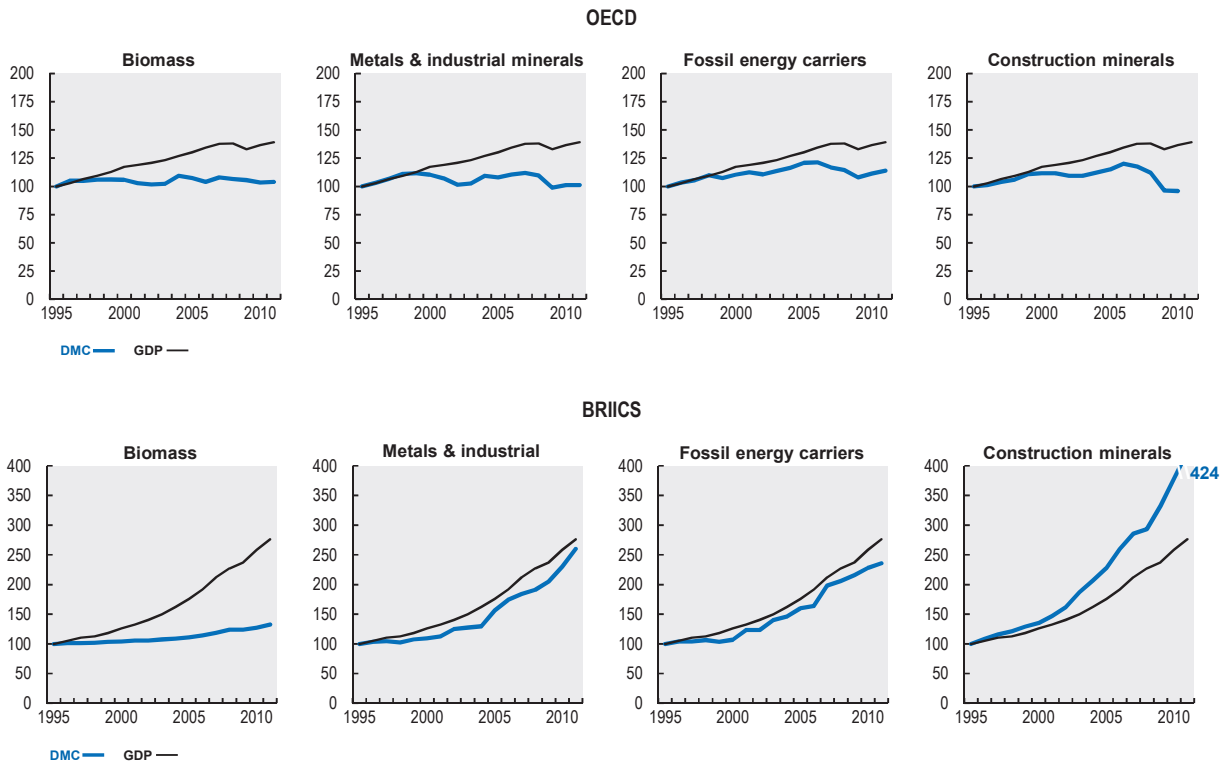 OECD
Biomass
Metals & industrial minerals
Fossil energy carriers
Construction minerals
200 200 200 200
175 175 175 175
150 150 150 150
125 125 125 125
100 100 100 100
75 75 75 75
50 50 50 50
25 25 25 25
0 0 0 0
1995 2000 2005 2010 1995 2000 2005 2010 1995 2000 2005 2010 1995 2000 2005 2010
DMC GDP
BRIICS
Biomass
Metals & industrial
Fossil energy carriers
Construction minerals
400 400 400 400
424
350 350 350 350
300 300 300 300
250 250 250 250
200 200 200 200
150 150 150 150
100 100 100 100
50 50 50 50
0 0 0 0
1995 2000 2005 2010 1995 2000 2005 2010 1995 2000 2005 2010 1995 2000 2005 2010
DMC GDP